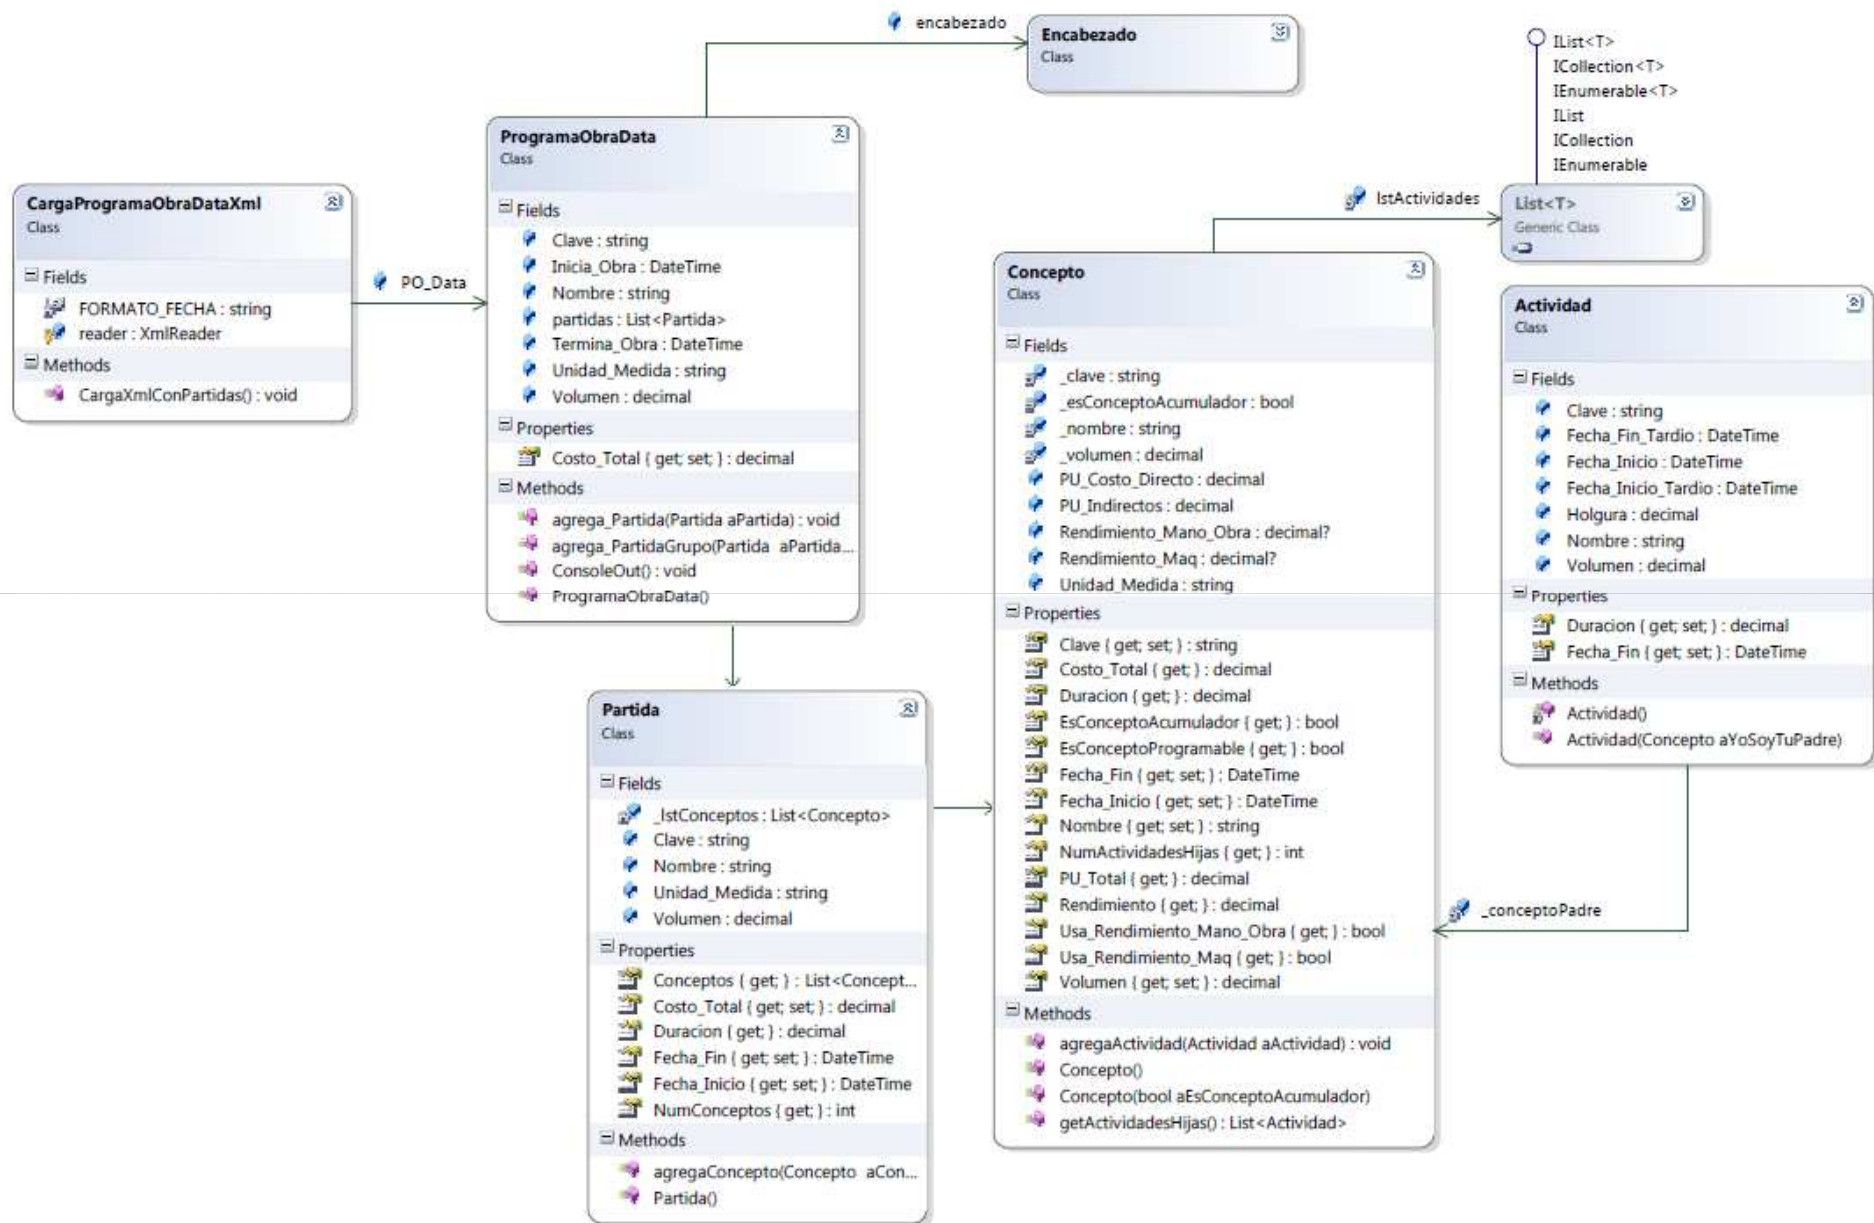 encabezado
Encabezado
Class
IList<T>
ICollection<T>
IEnumerable<T>
IList
ICollection
IEnumerable
ProgramaObraData
Class
Fields
Clave : string
Inicia_Obra : DateTime
Nombre : string
partidas : List<Partida>
Termina_Obra : DateTime
Unidad_Medida : string
Volumen : decimal
Properties
Costo_Total { get; set; } : decimal
Methods
agrega_Partida(Partida aPartida) : void
agrega_PartidaGrupo(Partida aPartida...
ConsoleOut() : void
ProgramaObraData()
CargaProgramaObraDataXml
Class
Fields
FORMATO_FECHA : string
reader : XmlReader
Methods
CargaXmlConPartidas() : void
PO_Data
lstActividades
List<T>
Generic Class
Concepto
Class
Fields
_clave : string
_esConceptoAcumulador : bool
_nombre : string
_volumen : decimal
PU_Costo_Directo : decimal
PU_Indirectos : decimal
Rendimiento_Mano_Obra : decimal?
Rendimiento_Maq : decimal?
Unidad_Medida : string
Properties
Clave { get; set; } : string
Costo_Total { get; } : decimal
Duracion { get; } : decimal
EsConceptoAcumulador { get; } : bool
EsConceptoProgramable { get; } : bool
Fecha_Fin { get; set; } : DateTime
Fecha_Inicio { get; set; } : DateTime
Nombre { get; set; } : string
NumActividadesHijas { get; } : int
PU_Total { get; } : decimal
Rendimiento { get; } : decimal
Usa_Rendimiento_Mano_Obra { get; } : bool
Usa_Rendimiento_Maq { get; } : bool
Volumen { get; set; } : decimal
Methods
agregaActividad(Actividad aActividad) : void
Concepto()
Concepto(bool aEsConceptoAcumulador)
getActividadesHijas() : List<Actividad>
Actividad
Class
Fields
Clave : string
Fecha_Fin_Tardio : DateTime
Fecha_Inicio : DateTime
Fecha_Inicio_Tardio : DateTime
Holgura : decimal
Nombre : string
Volumen : decimal
Properties
Duracion { get; set; } : decimal
Fecha_Fin { get; set; } : DateTime
Methods
Actividad()
Actividad(Concepto aYoSoyTuPadre)
_conceptoPadre
Partida
Class
Fields
_lstConceptos : List<Concepto>
Clave : string
Nombre : string
Unidad_Medida : string
Volumen : decimal
Properties
Conceptos { get; } : List<Concept...
Costo_Total { get; set; } : decimal
Duracion { get; } : decimal
Fecha_Fin { get; set; } : DateTime
Fecha_Inicio { get; set; } : DateTime
NumConceptos { get; } : int
Methods
agregaConcepto(Concepto aCon...
Partida()